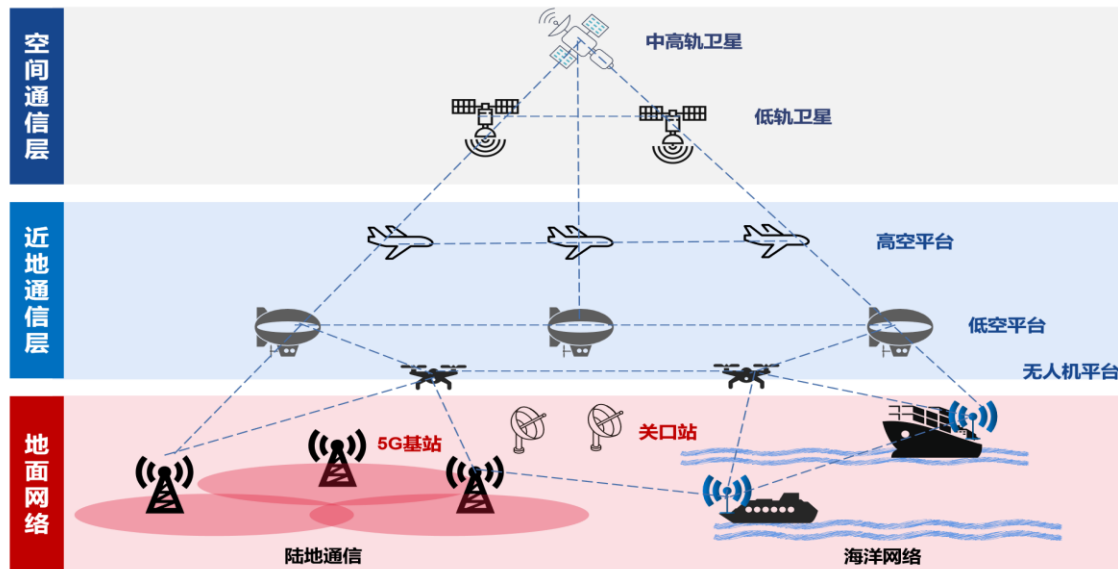 空间通信层
中高轨卫星
低轨卫星
近地通信层
高空平台
低空平台
无人机平台
地面网络
5G基站
关口站
陆地通信
海洋网络